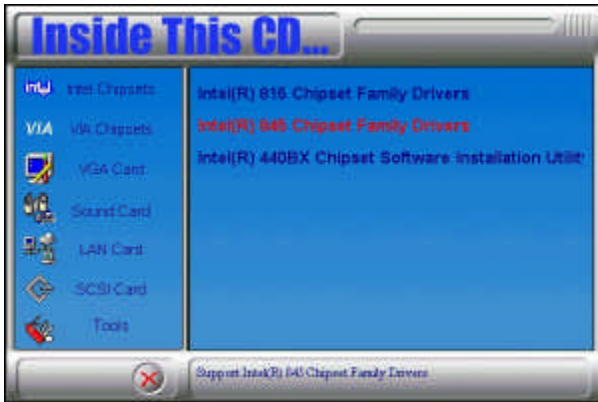 Inside This CD...
intel Intel Chipsets
VIA VIA Chipsets
VGA Card
Sound Card
LAN Card
SCSI Card
Tools
Intel(R) 815 Chipset Family Drivers
Intel(R) 845 Chipset Family Drivers
Intel(R) 440BX Chipset Software Installation Utilit
Support Intel(R) 845 Chipset Family Drivers